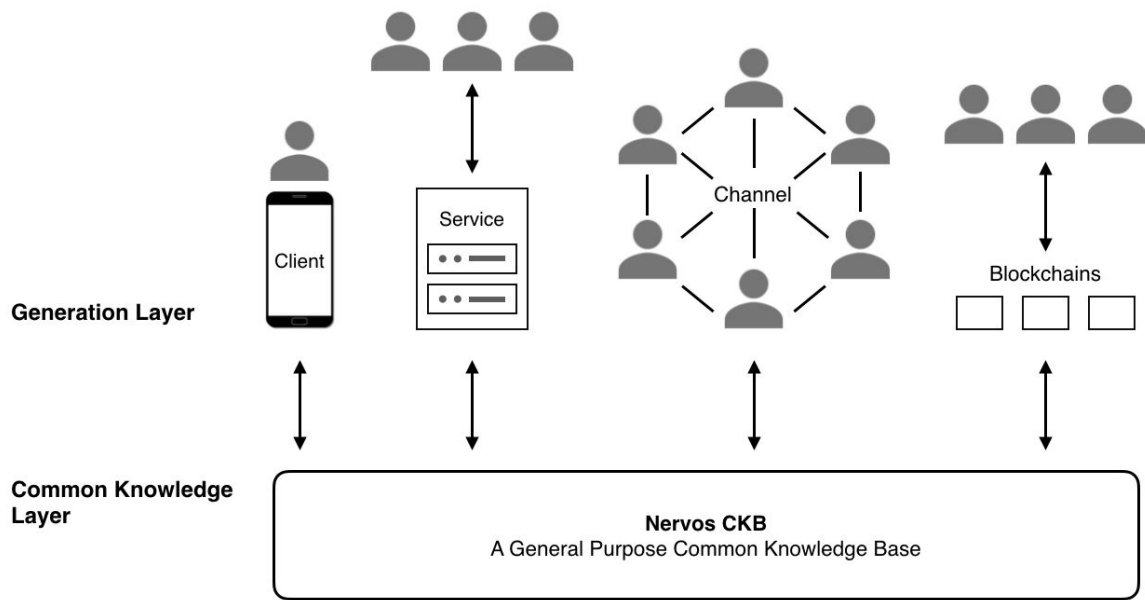 Service
Channel
Client
Blockchains
Generation Layer
Common Knowledge
Layer
Nervos CKB
A General Purpose Common Knowledge Base